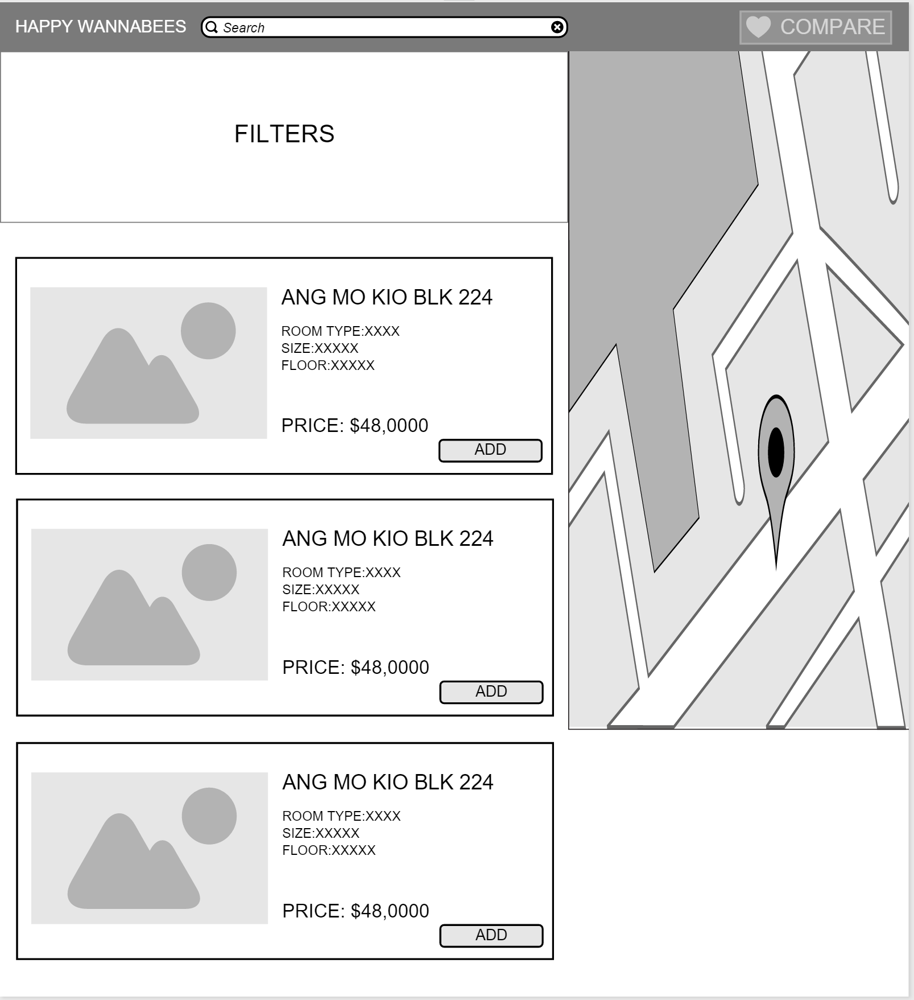 HAPPY WANNABEES
Search
COMPARE
FILTERS
ANG MO KIO BLK 224
ROOM TYPE:XXXX
SIZE:XXXXX
FLOOR:XXXXX
PRICE: $48,0000
ADD
ANG MO KIO BLK 224
ROOM TYPE:XXXX
SIZE:XXXXX
FLOOR:XXXXX
PRICE: $48,0000
ADD
ANG MO KIO BLK 224
ROOM TYPE:XXXX
SIZE:XXXXX
FLOOR:XXXXX
PRICE: $48,0000
ADD